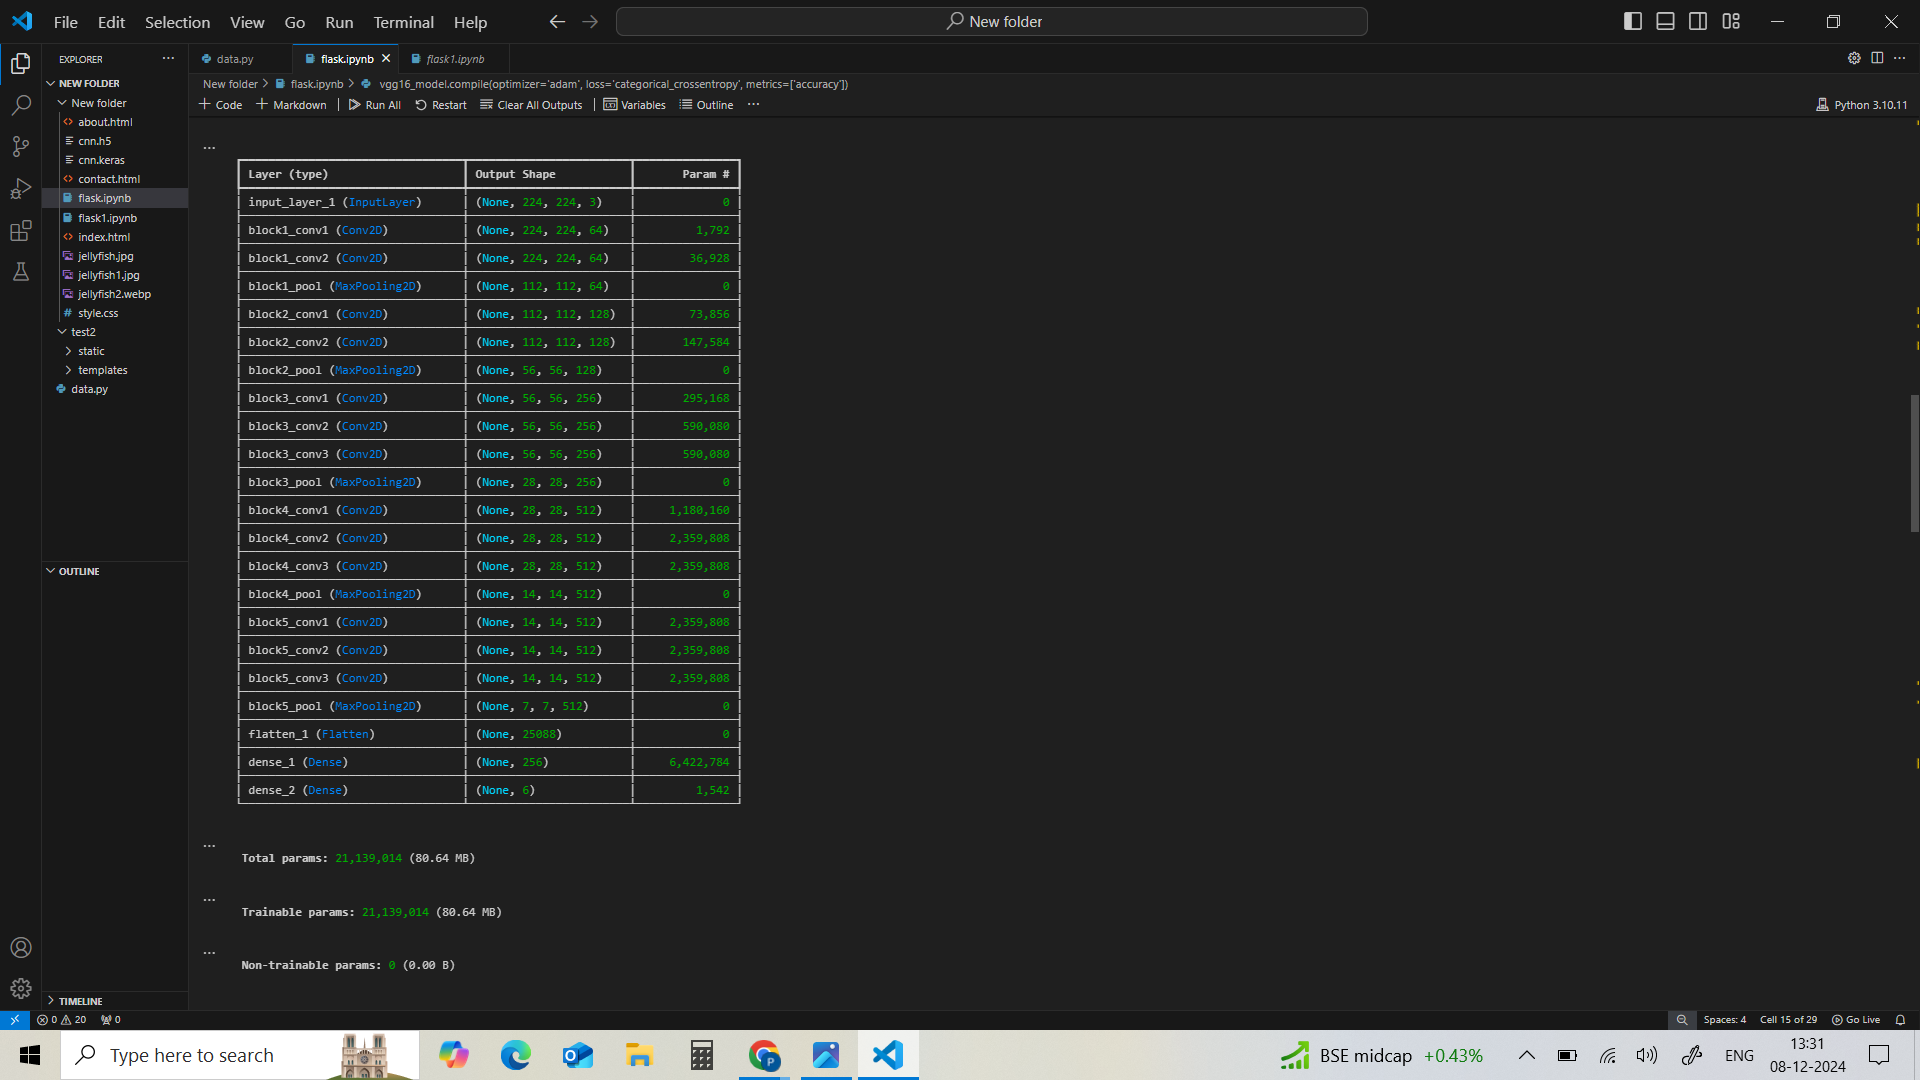 File Edit Selection View Go Run Terminal Help
New folder
EXPLORER
data.py
flask.ipynb
flask1.ipynb
New folder > flask.ipynb > vgg16_model.compile(optimizer='adam', loss='categorical_crossentropy', metrics=['accuracy'])
+ Code + Markdown | Run All Restart Clear All Outputs | Variables Outline ...
Python 3.10.11
NEW FOLDER
New folder
about.html
cnn.h5
cnn.keras
contact.html
flask.ipynb
flask1.ipynb
index.html
jellyfish.jpg
jellyfish1.jpg
jellyfish2.webp
style.css
test2
static
templates
data.py
OUTLINE
TIMELINE
...
Layer (type) Output Shape Param #
input_layer_1 (InputLayer) (None, 224, 224, 3) 0
block1_conv1 (Conv2D) (None, 224, 224, 64) 1,792
block1_conv2 (Conv2D) (None, 224, 224, 64) 36,928
block1_pool (MaxPooling2D) (None, 112, 112, 64) 0
block2_conv1 (Conv2D) (None, 112, 112, 128) 73,856
block2_conv2 (Conv2D) (None, 112, 112, 128) 147,584
block2_pool (MaxPooling2D) (None, 56, 56, 128) 0
block3_conv1 (Conv2D) (None, 56, 56, 256) 295,168
block3_conv2 (Conv2D) (None, 56, 56, 256) 590,080
block3_conv3 (Conv2D) (None, 56, 56, 256) 590,080
block3_pool (MaxPooling2D) (None, 28, 28, 256) 0
block4_conv1 (Conv2D) (None, 28, 28, 512) 1,180,160
block4_conv2 (Conv2D) (None, 28, 28, 512) 2,359,808
block4_conv3 (Conv2D) (None, 28, 28, 512) 2,359,808
block4_pool (MaxPooling2D) (None, 14, 14, 512) 0
block5_conv1 (Conv2D) (None, 14, 14, 512) 2,359,808
block5_conv2 (Conv2D) (None, 14, 14, 512) 2,359,808
block5_conv3 (Conv2D) (None, 14, 14, 512) 2,359,808
block5_pool (MaxPooling2D) (None, 7, 7, 512) 0
flatten_1 (Flatten) (None, 25088) 0
dense_1 (Dense) (None, 256) 6,422,784
dense_2 (Dense) (None, 6) 1,542
...
Total params: 21,139,014 (80.64 MB)
...
Trainable params: 21,139,014 (80.64 MB)
...
Non-trainable params: 0 (0.00 B)
0 20 0
Spaces: 4 Cell 15 of 29 Go Live
Type here to search
BSE midcap +0.43%
ENG
13:31
08-12-2024